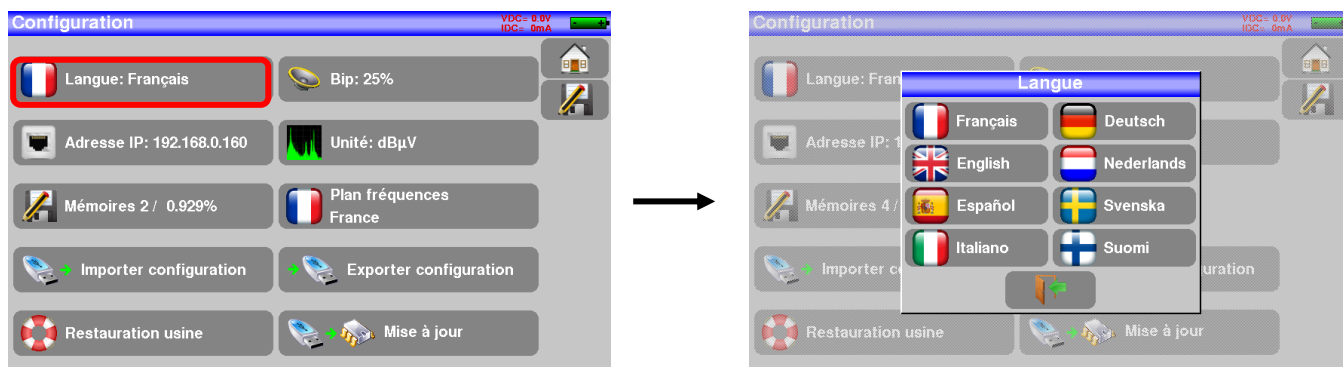 Configuration
VDC= 0.0V
IDC= 0mA
Langue: Français
Bip: 25%
Adresse IP: 192.168.0.160
Unité: dBµV
Mémoires 2 / 0.929%
Plan fréquences
France
Importer configuration
Exporter configuration
Restauration usine
Mise à jour
Configuration
VDC= 0.0V
IDC= 0mA
Langue: Fran
Langue
Français
Deutsch
Adresse IP: 1
English
Nederlands
Mémoires 4 /
Español
Svenska
Italiano
Suomi
Importer co
uration
Restauration usine
Mise à jour